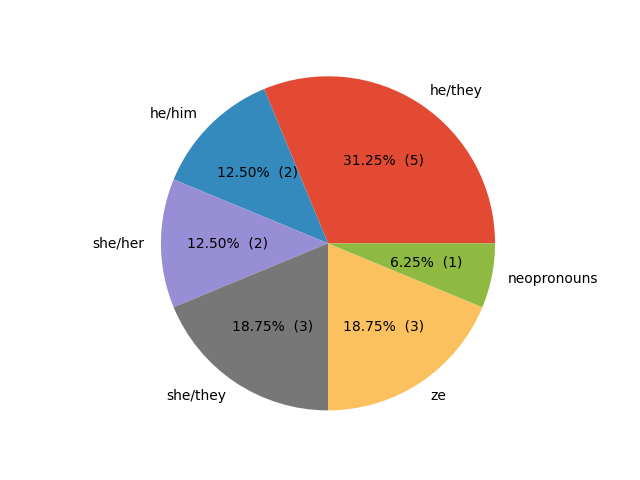 he/they
he/him
31.25%  (5)
12.50%  (2)
she/her
12.50%  (2)
6.25%  (1)
neopronouns
18.75%  (3)
18.75%  (3)
she/they
ze